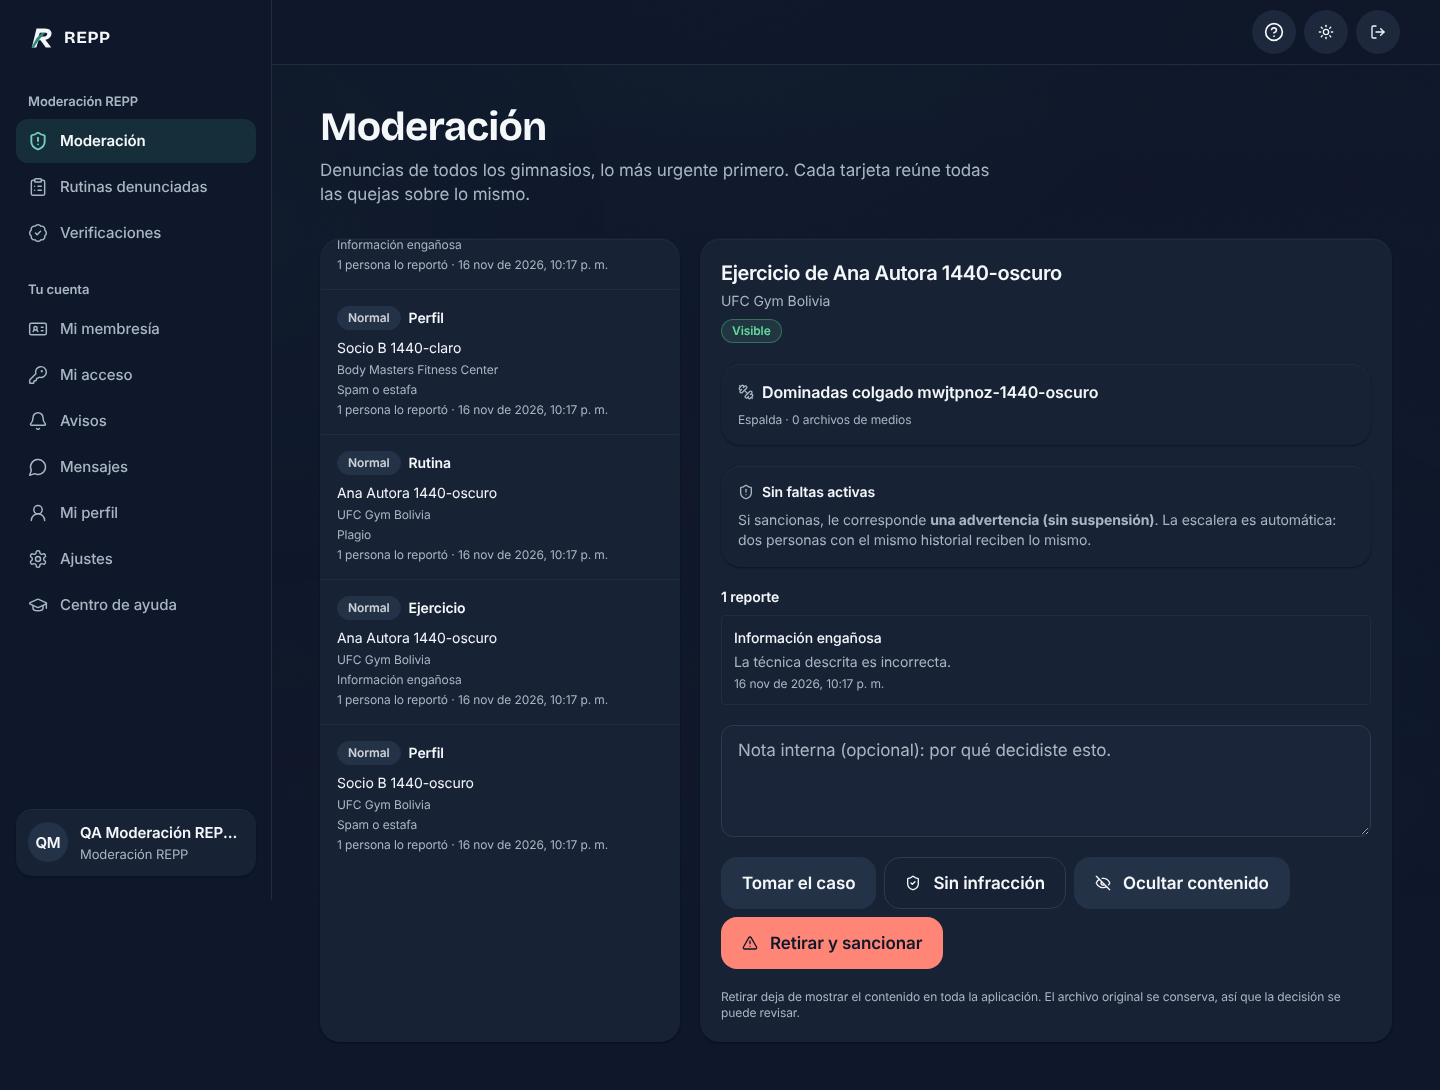 REPP
Moderación REPP
Moderación
Rutinas denunciadas
Verificaciones
Tu cuenta
Mi membresía
Mi acceso
Avisos
Mensajes
Mi perfil
Ajustes
Centro de ayuda
QM
QA Moderación REP...
Moderación REPP
Moderación
Denuncias de todos los gimnasios, lo más urgente primero. Cada tarjeta reúne todas
las quejas sobre lo mismo.
Información engañosa
1 persona lo reportó · 16 nov de 2026, 10:17 p. m.
Normal Perfil
Socio B 1440-claro
Body Masters Fitness Center
Spam o estafa
1 persona lo reportó · 16 nov de 2026, 10:17 p. m.
Normal Rutina
Ana Autora 1440-oscuro
UFC Gym Bolivia
Plagio
1 persona lo reportó · 16 nov de 2026, 10:17 p. m.
Normal Ejercicio
Ana Autora 1440-oscuro
UFC Gym Bolivia
Información engañosa
1 persona lo reportó · 16 nov de 2026, 10:17 p. m.
Normal Perfil
Socio B 1440-oscuro
UFC Gym Bolivia
Spam o estafa
1 persona lo reportó · 16 nov de 2026, 10:17 p. m.
Ejercicio de Ana Autora 1440-oscuro
UFC Gym Bolivia
Visible
Dominadas colgado mwjtpnoz-1440-oscuro
Espalda · 0 archivos de medios
Sin faltas activas
Si sancionas, le corresponde una advertencia (sin suspensión). La escalera es automática:
dos personas con el mismo historial reciben lo mismo.
1 reporte
Información engañosa
La técnica descrita es incorrecta.
16 nov de 2026, 10:17 p. m.
Nota interna (opcional): por qué decidiste esto.
Tomar el caso
Sin infracción
Ocultar contenido
Retirar y sancionar
Retirar deja de mostrar el contenido en toda la aplicación. El archivo original se conserva, así que la decisión se
puede revisar.